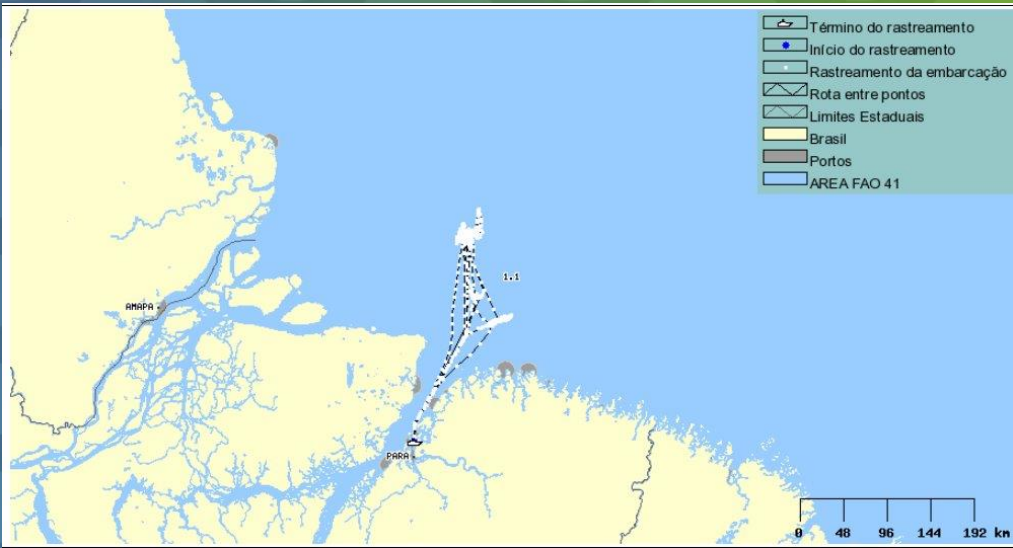 Término do rastreamento
Início do rastreamento
Rastreamento da embarcação
Rota entre pontos
Limites Estaduais
Brasil
Portos
AREA FAO 41
1.1
AMAPA
PARA
0 48 96 144 192 km